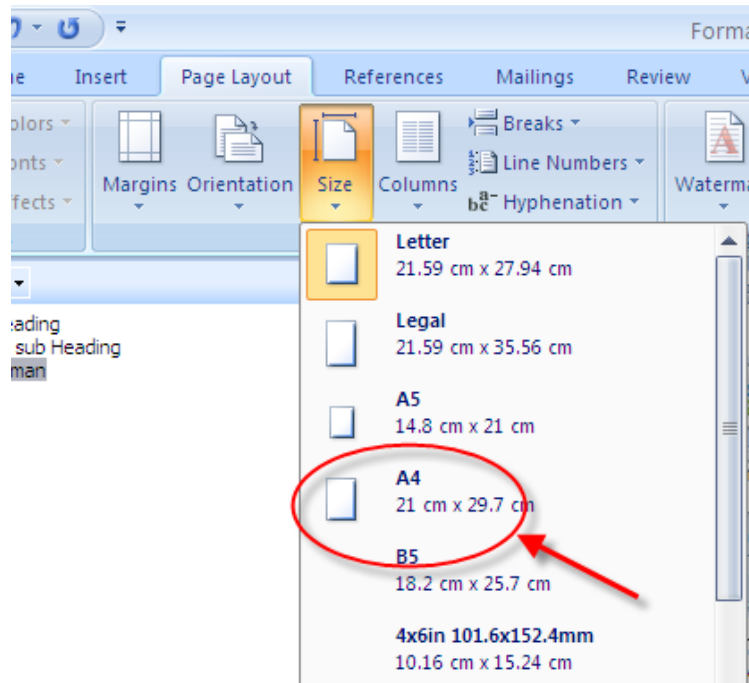 Forma
ne Insert Page Layout References Mailings Review V
olors
onts
fects
Margins Orientation Size Columns
Breaks
Line Numbers
Hyphenation
Waterma
Letter
21.59 cm x 27.94 cm
Legal
21.59 cm x 35.56 cm
A5
14.8 cm x 21 cm
A4
21 cm x 29.7 cm
B5
18.2 cm x 25.7 cm
4x6in 101.6x152.4mm
10.16 cm x 15.24 cm
eading
sub Heading
man